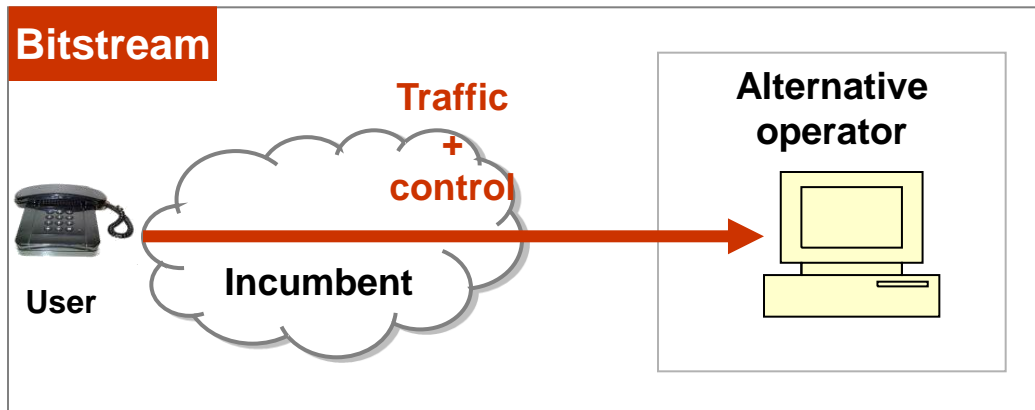 Bitstream
Traffic
+
control
Alternative
operator
Incumbent
User